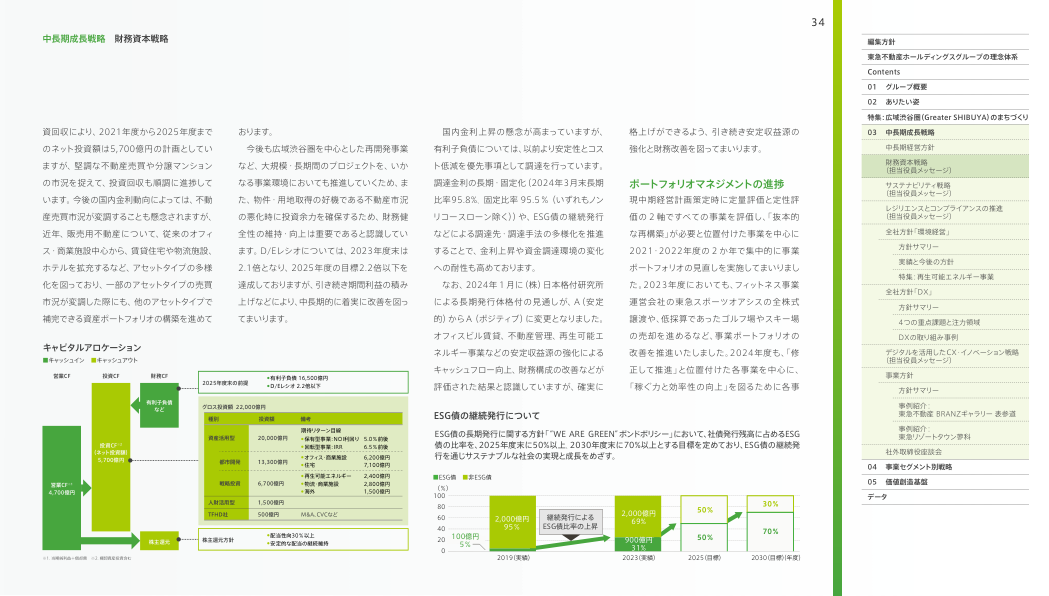 34
中長期成長戦略 財務資本戦略
資回収により、2021年度から2025年度まで
のネット投資額は5,700億円の計画としてい
ますが、堅調な不動産売買や分譲マンション
の市況を捉えて、投資回収も順調に進捗して
います。今後の国内金利動向によっては、不動
産売買市況が変調することも懸念されますが、
近年、販売用不動産について、従来のオフィ
ス・商業施設中心から、賃貸住宅や物流施設、
ホテルを拡充するなど、アセットタイプの多様
化を図っており、一部のアセットタイプの売買
市況が変調した際にも、他のアセットタイプで
補完できる資産ポートフォリオの構築を進めて
おります。
今後も広域渋谷圏を中心とした再開発事業
など、大規模・長期間のプロジェクトを、いか
なる事業環境においても推進していくため、ま
た、物件・用地取得の好機である不動産市況
の悪化時に投資余力を確保するため、財務健
全性の維持・向上は重要であると認識してい
ます。D/Eレシオについては、2023年度末は
2.1倍となり、2025年度の目標2.2倍以下を
達成しておりますが、引き続き期間利益の積み
上げなどにより、中長期的に着実に改善を図っ
てまいります。
国内金利上昇の懸念が高まっていますが、
有利子負債については、以前より安定性とコス
ト低減を優先事項として調達を行っています。
調達金利の長期・固定化(2024年3月末長期
比率95.8%、固定比率 95.5%(いずれもノン
リコースローン除く))や、ESG債の継続発行
などによる調達先・調達手法の多様化を推進
することで、金利上昇や資金調達環境の変化
への耐性も高めております。
なお、2024年1月に(株)日本格付研究所
による長期発行体格付の見通しが、A(安定
的)からA(ポジティブ)に変更となりました。
オフィスビル賃貸、不動産管理、再生可能エ
ネルギー事業などの安定収益源の強化による
キャッシュフロー向上、財務構成の改善などが
評価された結果と認識していますが、確実に
格上げができるよう、引き続き安定収益源の
強化と財務改善を図ってまいります。
ポートフォリオマネジメントの進捗
現中期経営計画策定時に定量評価と定性評
価の2軸ですべての事業を評価し、「抜本的
な再構築」が必要と位置付けた事業を中心に
2021-2022年度の2か年で集中的に事業
ポートフォリオの見直しを実施してまいりまし
た。2023年度においても、フィットネス事業
運営会社の東急スポーツオアシスの全株式
譲渡や、低採算であったゴルフ場やスキー場
の売却を進めるなど、事業ポートフォリオの
改善を推進いたしました。2024年度も、「修
正して推進」と位置付けた各事業を中心に、
「稼ぐ力と効率性の向上」を図るために各事
キャピタルアロケーション
■キャッシュイン ■キャッシュアウト
営業CF 投資CF 財務CF
有利子負債
など
投資CF
(ネット投資額)
5,700億円
営業CF
4,700億円
株主還元
2025年度末の前提
●有利子負債 16,500億円
●D/Eレシオ 2.2倍以下
グロス投資額 22,000億円
種別 投資額 備考
資産活用型 20,000億円
期待リターン目線
●保有型事業:NOI利回り 5.0%前後
●回転型事業:IRR 6.5%前後
都市開発 13,300億円
●オフィス・商業施設 6,200億円
●住宅 7,100億円
戦略投資 6,700億円
●再生可能エネルギー 2,400億円
●物流・商業施設 2,800億円
●海外 1,500億円
人財活用型 1,500億円
TFHD社 500億円 M&A、CVCなど
株主還元方針
●配当性向30%以上
●安定的な配当の継続維持
ESG債の継続発行について
ESG債の長期発行に関する方針「“WE ARE GREEN”ボンドポリシー」において、社債発行残高に占めるESG
債の比率を、2025年度末に50%以上、2030年度末に70%以上とする目標を定めており、ESG債の継続発
行を通じサステナブルな社会の実現と成長をめざす。
■ESG債 ■非ESG債
(%)
100
80
60
40
20
0
2,000億円
95%
100億円
5%
継続発行による
ESG債比率の上昇
2,000億円
69%
900億円
31%
50%
50%
30%
70%
2019(実績) 2023(実績) 2025(目標) 2030(目標)(年度)
編集方針
東急不動産ホールディングスグループの理念体系
Contents
01 グループ概要
02 ありたい姿
特集:広域渋谷圏(Greater SHIBUYA)のまちづくり
03 中長期成長戦略
中長期経営方針
財務資本戦略
(担当役員メッセージ)
サステナビリティ戦略
(担当役員メッセージ)
レジリエンスとコンプライアンスの推進
(担当役員メッセージ)
全社方針「環境経営」
方針サマリー
実績と今後の方針
特集:再生可能エネルギー事業
全社方針「DX」
方針サマリー
4つの重点課題と注力領域
DXの取り組み事例
デジタルを活用したCX・イノベーション戦略
(担当役員メッセージ)
事業方針
方針サマリー
事例紹介:
東急不動産 BRANZギャラリー 表参道
事例紹介:
東急リゾートタウン蓼科
社外取締役座談会
04 事業セグメント別戦略
05 価値創造基盤
データ